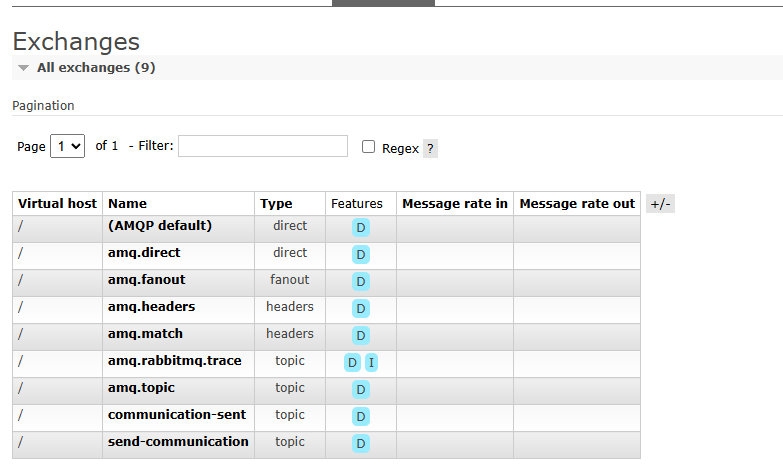 Exchanges
All exchanges (9)
Pagination
Page 1 of 1 - Filter: Regex ?
Virtual host Name Type Features Message rate in Message rate out +/-
/ (AMQP default) direct D
/ amq.direct direct D
/ amq.fanout fanout D
/ amq.headers headers D
/ amq.match headers D
/ amq.rabbitmq.trace topic D I
/ amq.topic topic D
/ communication-sent topic D
/ send-communication topic D